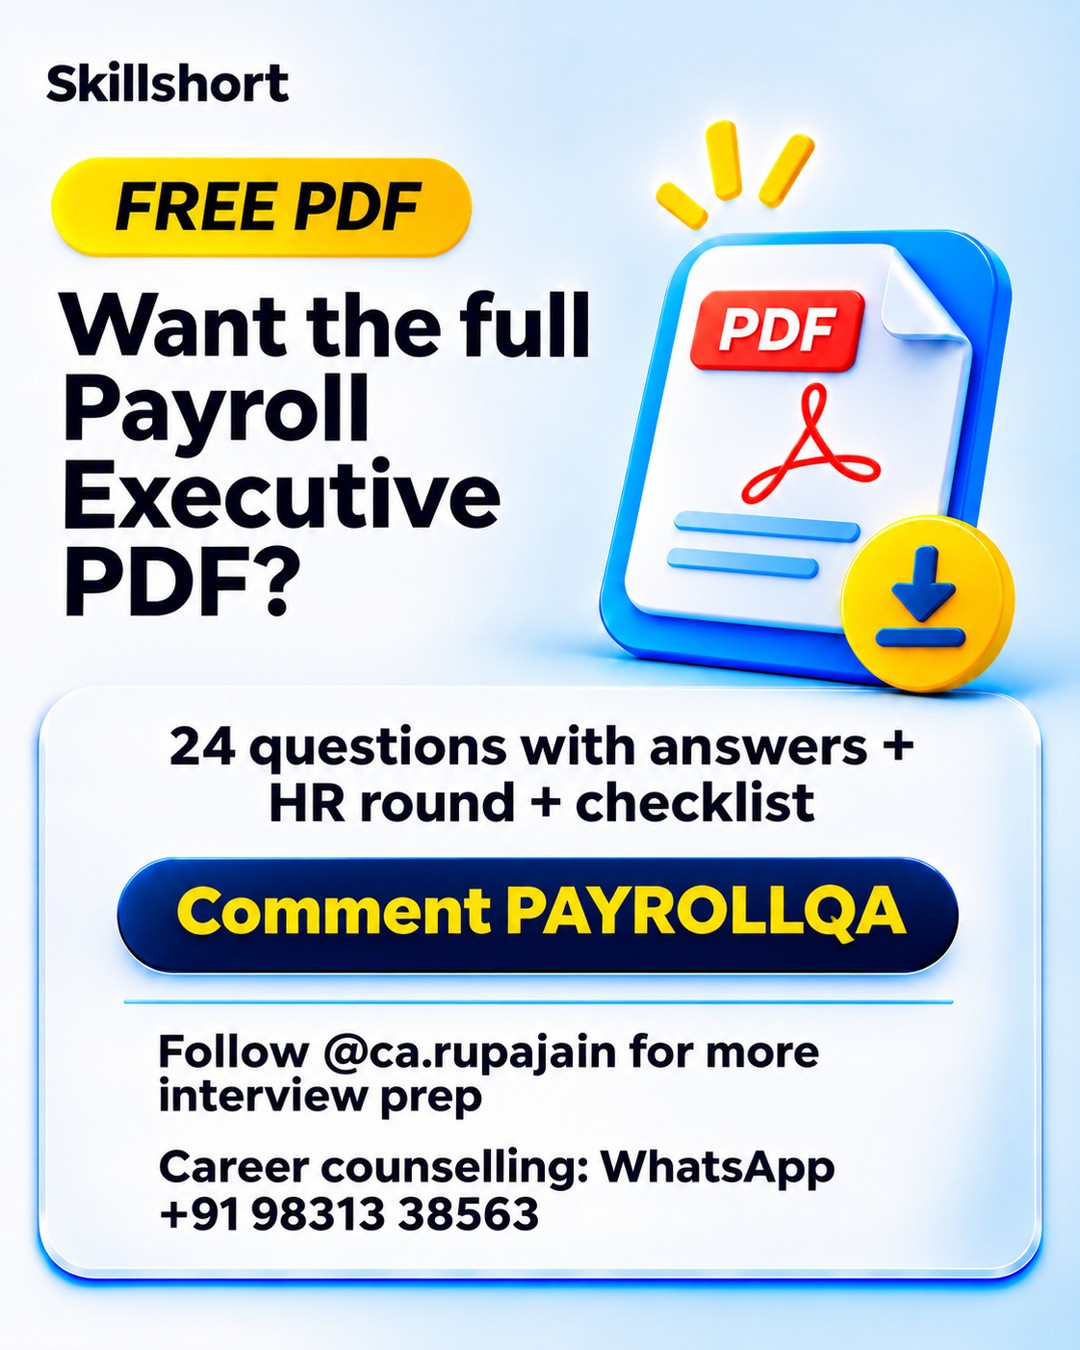 Skillshort
FREE PDF
Want the full
Payroll
Executive
PDF?
PDF
24 questions with answers +
HR round + checklist
Comment PAYROLLQA
Follow @ca.rupajain for more
interview prep
Career counselling: WhatsApp
+91 98313 38563